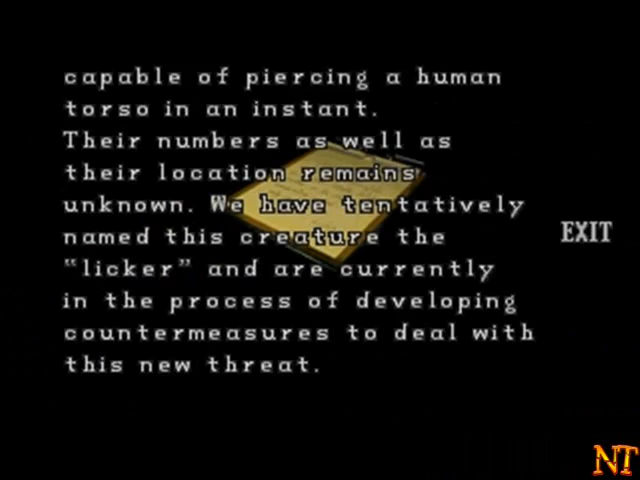 capable of piercing a human
torso in an instant.
Their numbers as well as
their location remains
unknown. We have tentatively
named this creature the
“licker” and are currently
in the process of developing
countermeasures to deal with
this new threat.
EXIT
NT